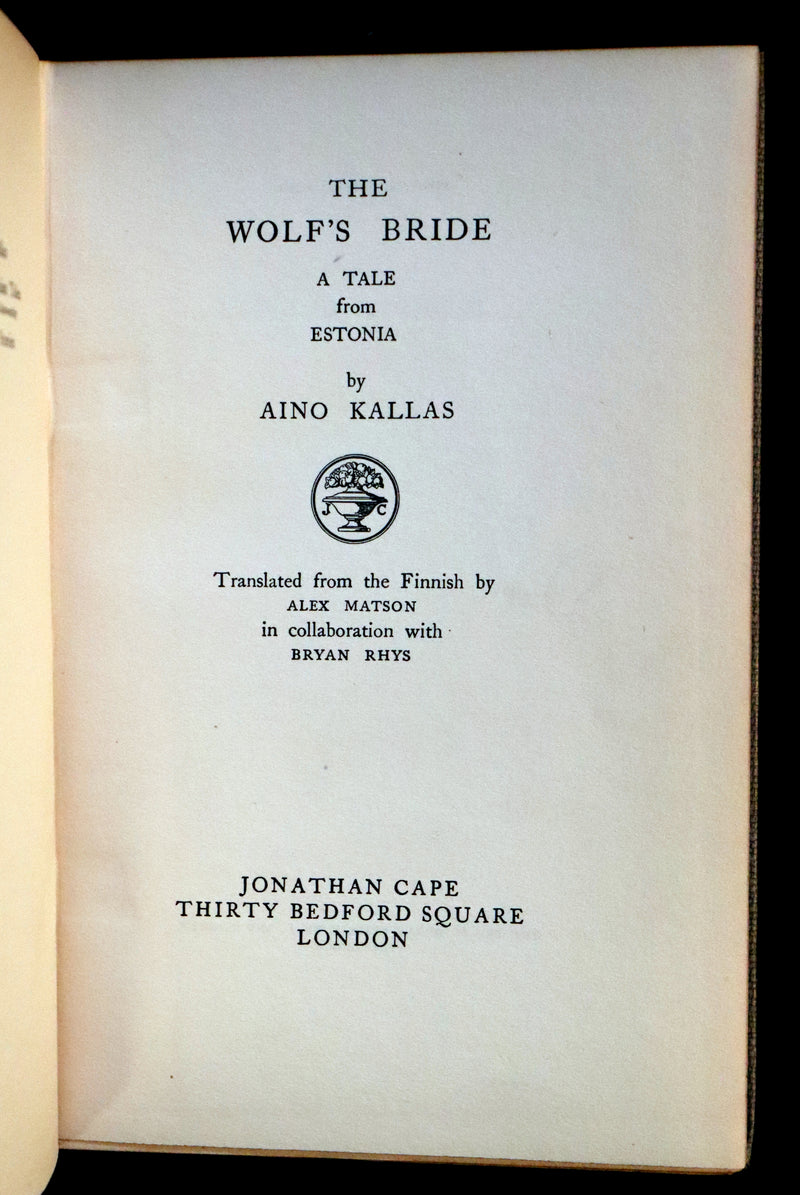 THE
WOLF'S BRIDE
A TALE
from
ESTONIA
by
AINO KALLAS
J C
Translated from the Finnish by
ALEX MATSON
in collaboration with
BRYAN RHYS
JONATHAN CAPE
THIRTY BEDFORD SQUARE
LONDON